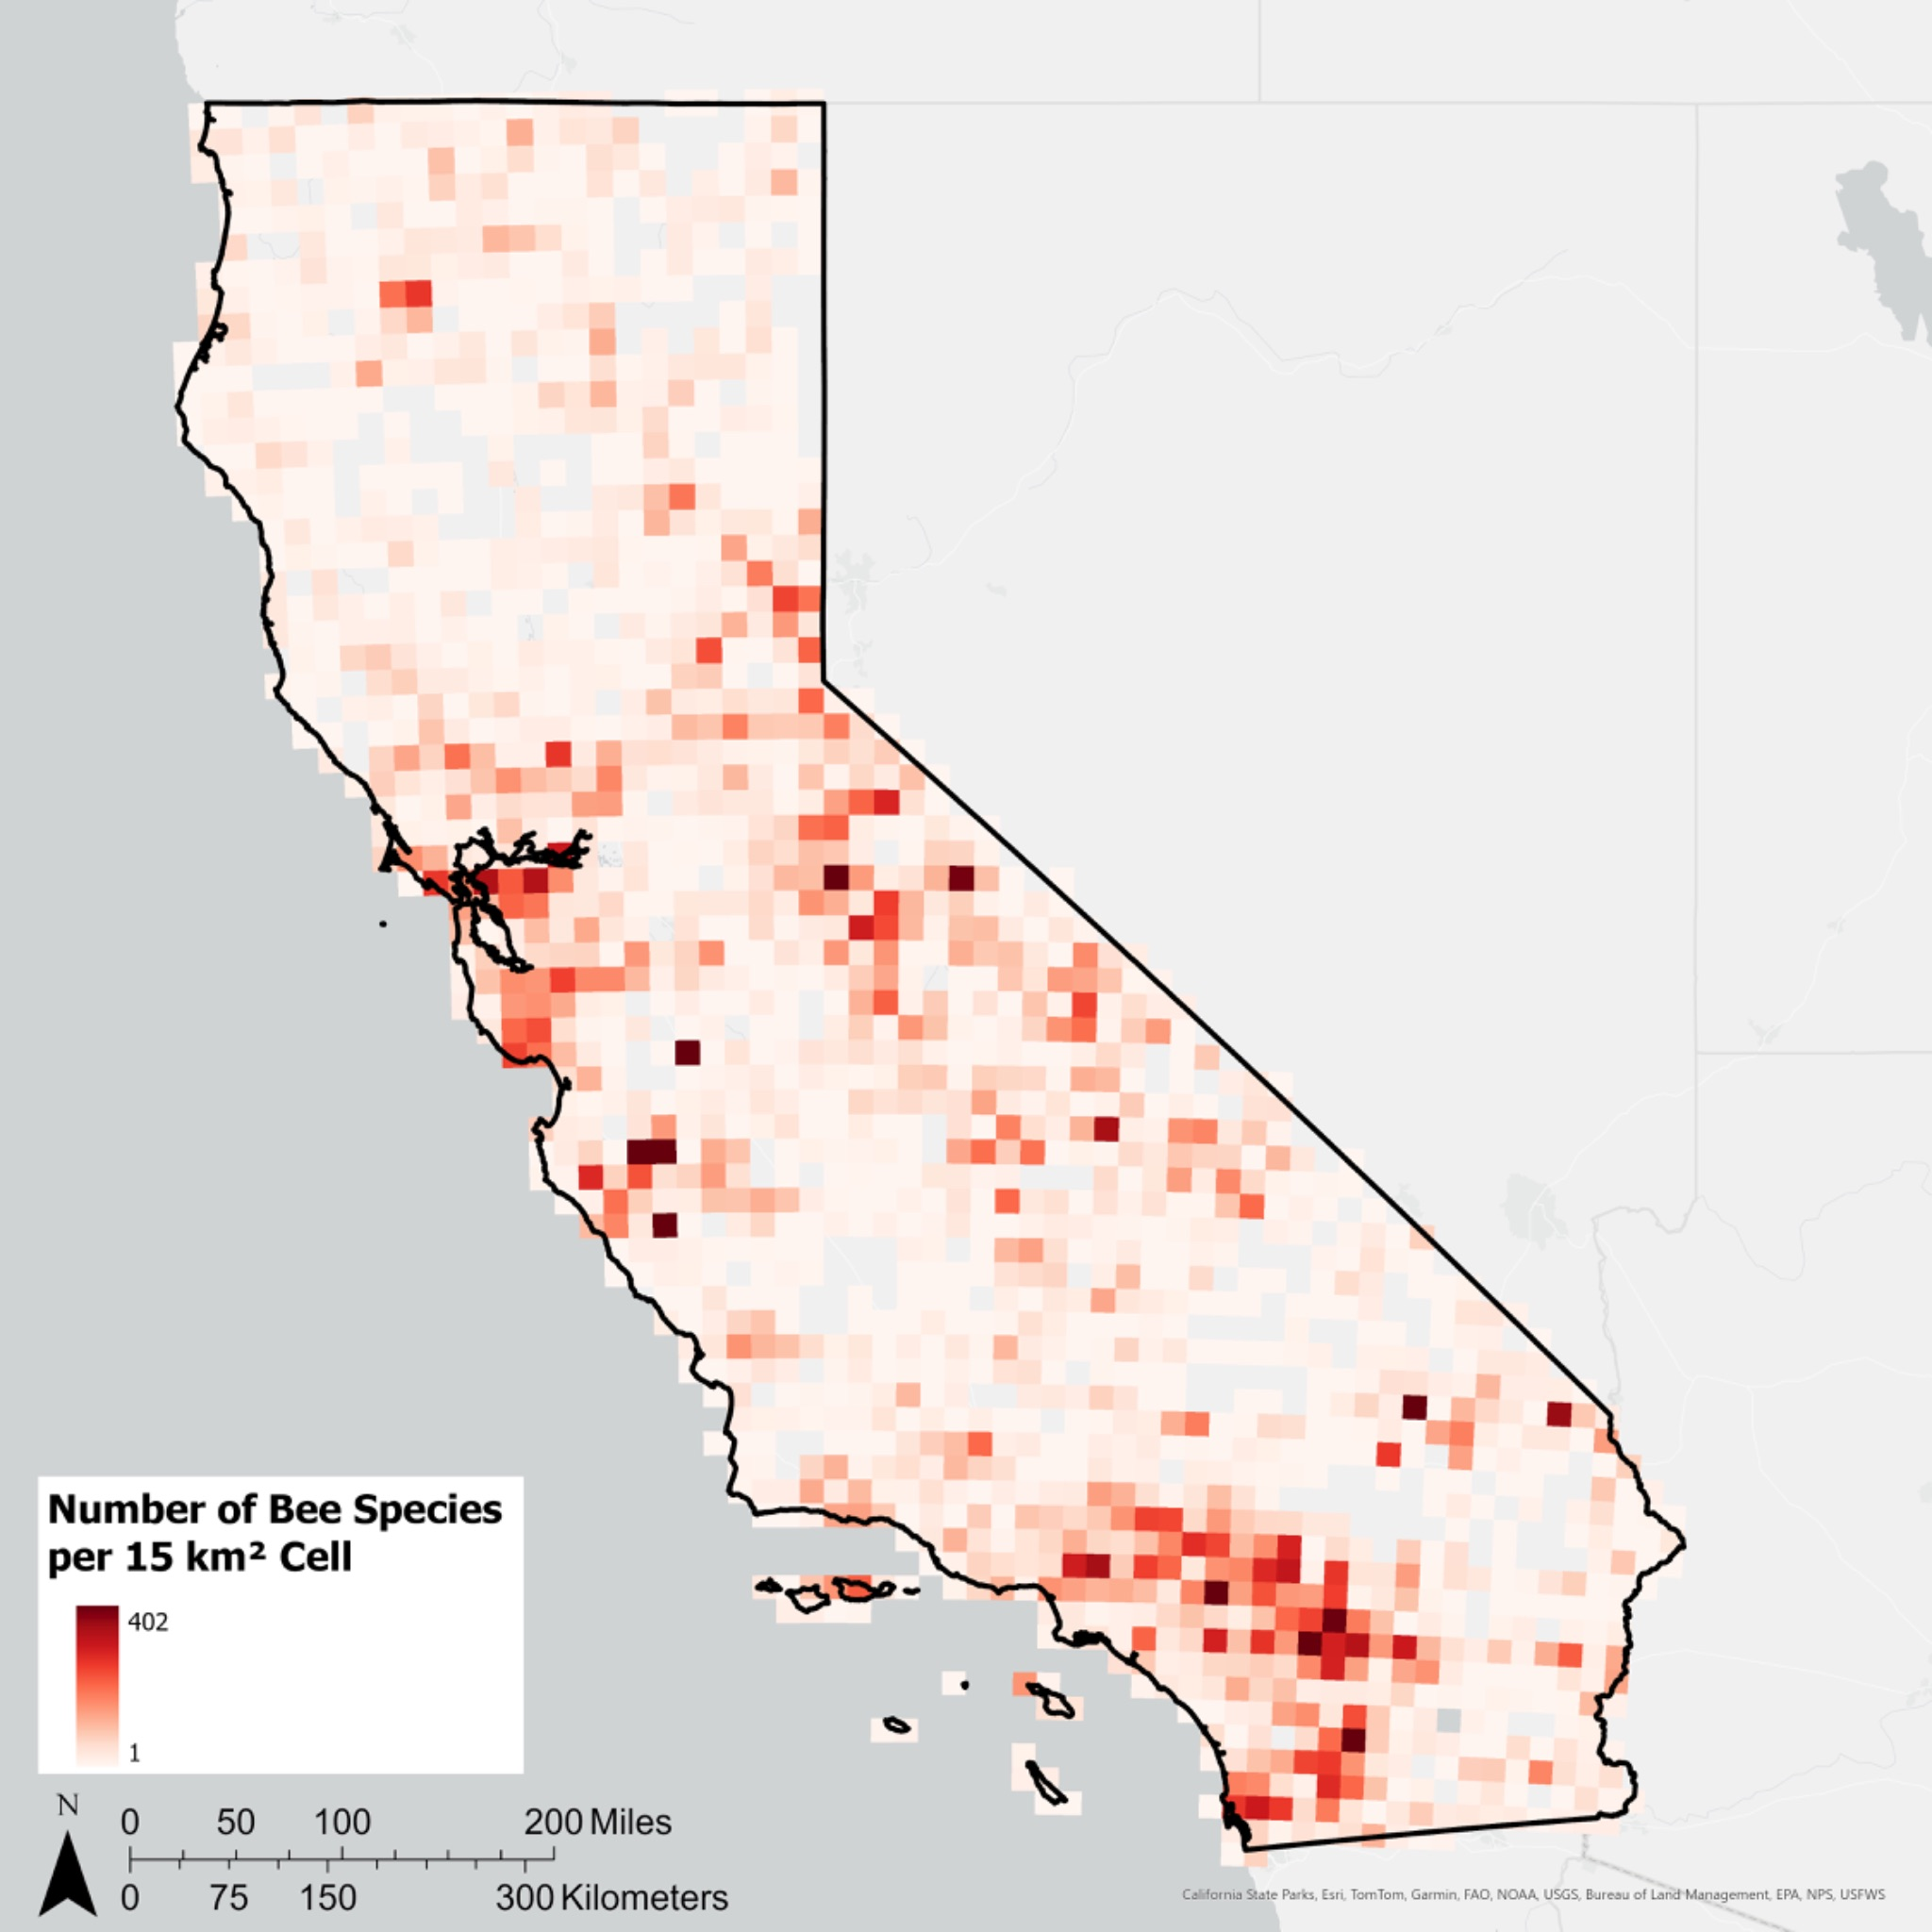 Number of Bee Species
per 15 km² Cell
402
1
N
0 50 100 200 Miles
0 75 150 300 Kilometers
California State Parks, Esri, TomTom, Garmin, FAO, NOAA, USGS, Bureau of Land Management, EPA, NPS, USFWS